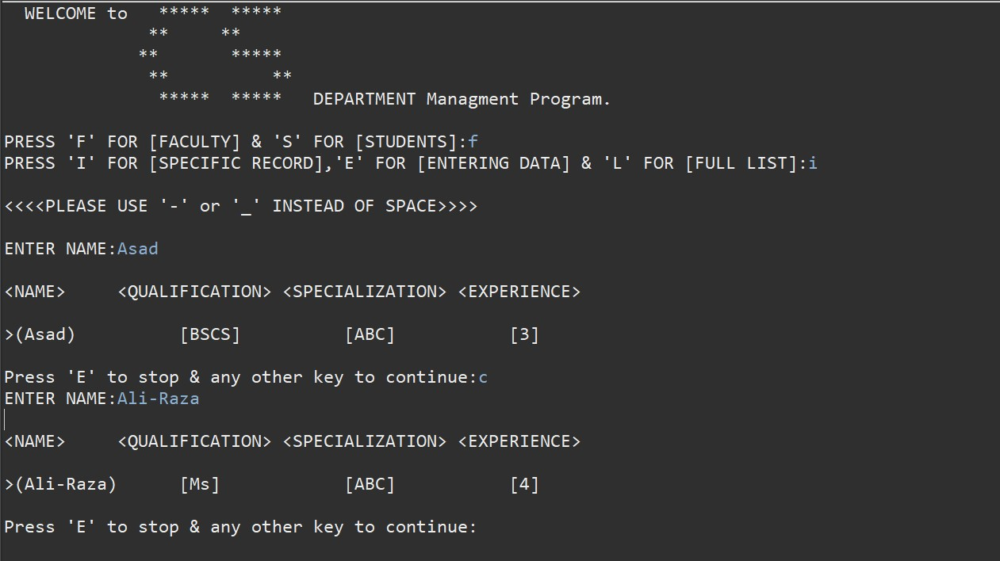 WELCOME to   *****  *****
              **     **
             **       *****
              **          **
               *****  *****   DEPARTMENT Managment Program.
PRESS 'F' FOR [FACULTY] & 'S' FOR [STUDENTS]:f
PRESS 'I' FOR [SPECIFIC RECORD],'E' FOR [ENTERING DATA] & 'L' FOR [FULL LIST]:i
<<<<PLEASE USE '-' or '_' INSTEAD OF SPACE>>>>
ENTER NAME:Asad
<NAME>     <QUALIFICATION> <SPECIALIZATION> <EXPERIENCE>
>(Asad)          [BSCS]          [ABC]           [3]
Press 'E' to stop & any other key to continue:c
ENTER NAME:Ali-Raza
<NAME>     <QUALIFICATION> <SPECIALIZATION> <EXPERIENCE>
>(Ali-Raza)      [Ms]            [ABC]           [4]
Press 'E' to stop & any other key to continue: